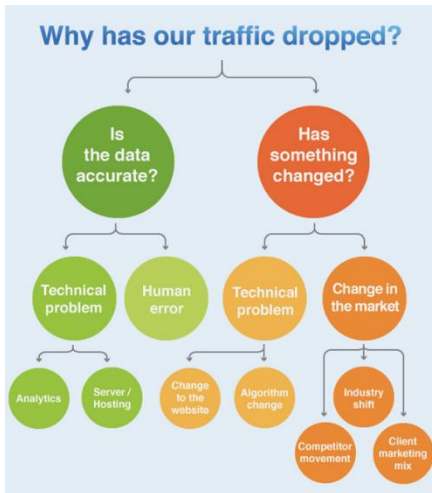 Why has our traffic dropped?
Is
the data
accurate?
Has
something
changed?
Technical
problem
Human
error
Technical
problem
Change in
the market
Analytics
Server /
Hosting
Change
to the
website
Algorithm
change
Industry
shift
Competitor
movement
Client
marketing
mix